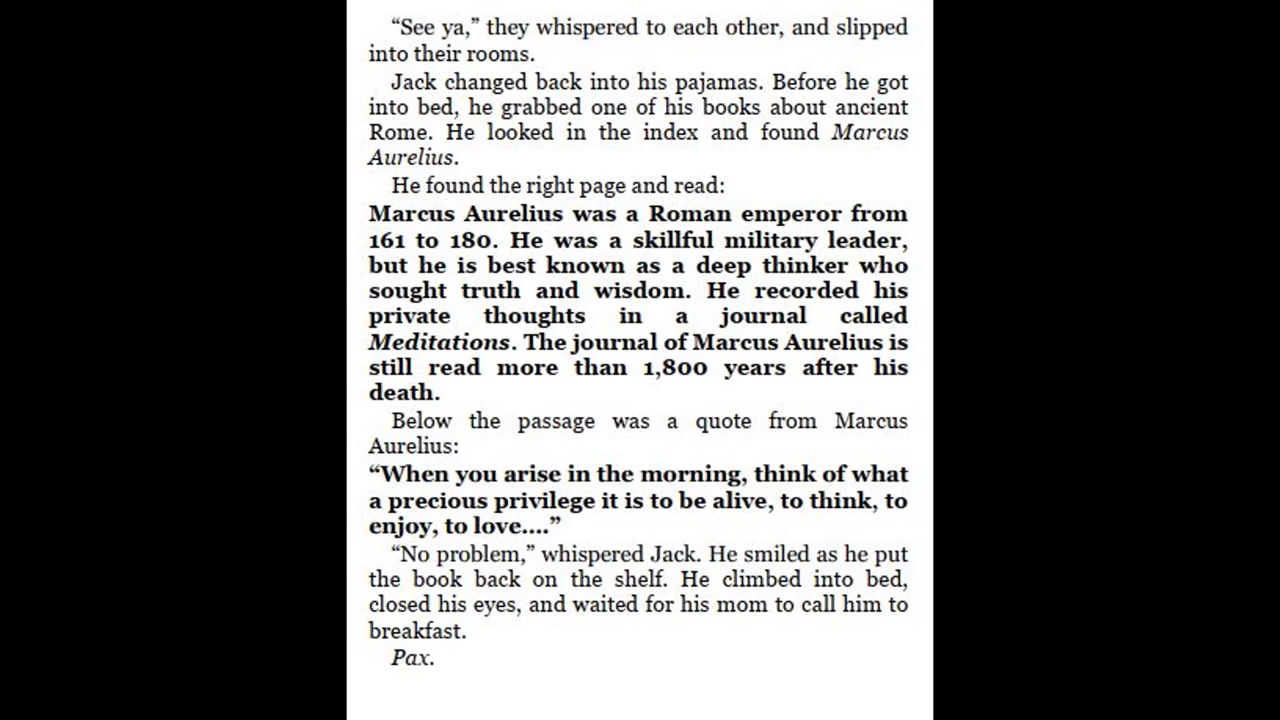 “See ya,” they whispered to each other, and slipped
into their rooms.
Jack changed back into his pajamas. Before he got
into bed, he grabbed one of his books about ancient
Rome. He looked in the index and found Marcus
Aurelius.
He found the right page and read:
Marcus Aurelius was a Roman emperor from
161 to 180. He was a skillful military leader,
but he is best known as a deep thinker who
sought truth and wisdom. He recorded his
private thoughts in a journal called
Meditations. The journal of Marcus Aurelius is
still read more than 1,800 years after his
death.
Below the passage was a quote from Marcus
Aurelius:
“When you arise in the morning, think of what
a precious privilege it is to be alive, to think, to
enjoy, to love....”
“No problem,” whispered Jack. He smiled as he put
the book back on the shelf. He climbed into bed,
closed his eyes, and waited for his mom to call him to
breakfast.
Pax.